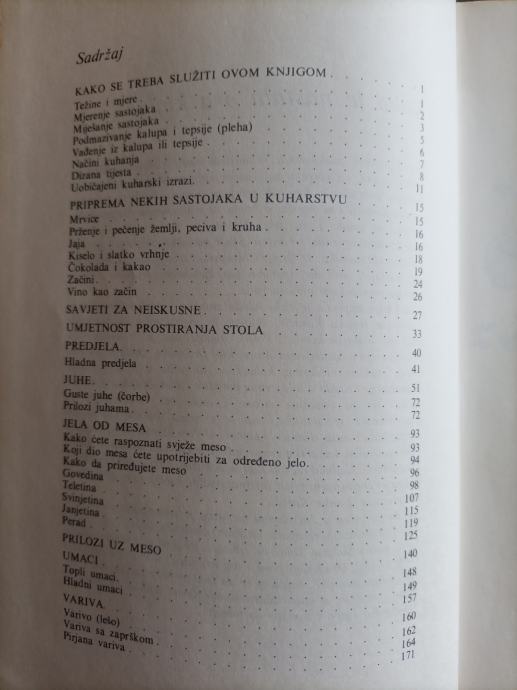 Sadržaj
KAKO SE TREBA SLUŽITI OVOM KNJIGOM . . . . 1
Težine i mjere . . . . 1
Mjerenje sastojaka . . . . 2
Miješanje sastojaka . . . . 3
Podmazivanje kalupa i tepsije (pleha) . . . . 5
Vađenje iz kalupa ili tepsije . . . . 6
Načini kuhanja . . . . 7
Dizana tijesta . . . . 8
Uobičajeni kuharski izrazi . . . . 11
PRIPREMA NEKIH SASTOJAKA U KUHARSTVU . . . . 15
Mrvice . . . . 15
Prženje i pečenje žemlji, peciva i kruha . . . . 16
Jaja . . . . 16
Kiselo i slatko vrhnje . . . . 18
Čokolada i kakao . . . . 19
Začini . . . . 24
Vino kao začin . . . . 26
SAVJETI ZA NEISKUSNE . . . . 27
UMJETNOST PROSTIRANJA STOLA . . . . 33
PREDJELA . . . . 40
Hladna predjela . . . . 41
JUHE . . . . 51
Guste juhe (čorbe) . . . . 72
Prilozi juhama . . . . 72
JELA OD MESA . . . . 93
Kako ćete raspoznati svježe meso . . . . 93
Koji dio mesa ćete upotrijebiti za određeno jelo . . . . 94
Kako da priređujete meso . . . . 96
Govedina . . . . 98
Teletina . . . . 107
Svinjetina . . . . 115
Janjetina . . . . 119
Perad . . . . 125
PRILOZI UZ MESO . . . . 140
UMACI . . . . 148
Topli umaci . . . . 149
Hladni umaci . . . . 157
VARIVA . . . . 160
Varivo (lešo) . . . . 162
Variva sa zaprškom . . . . 164
Pirjana variva . . . . 171